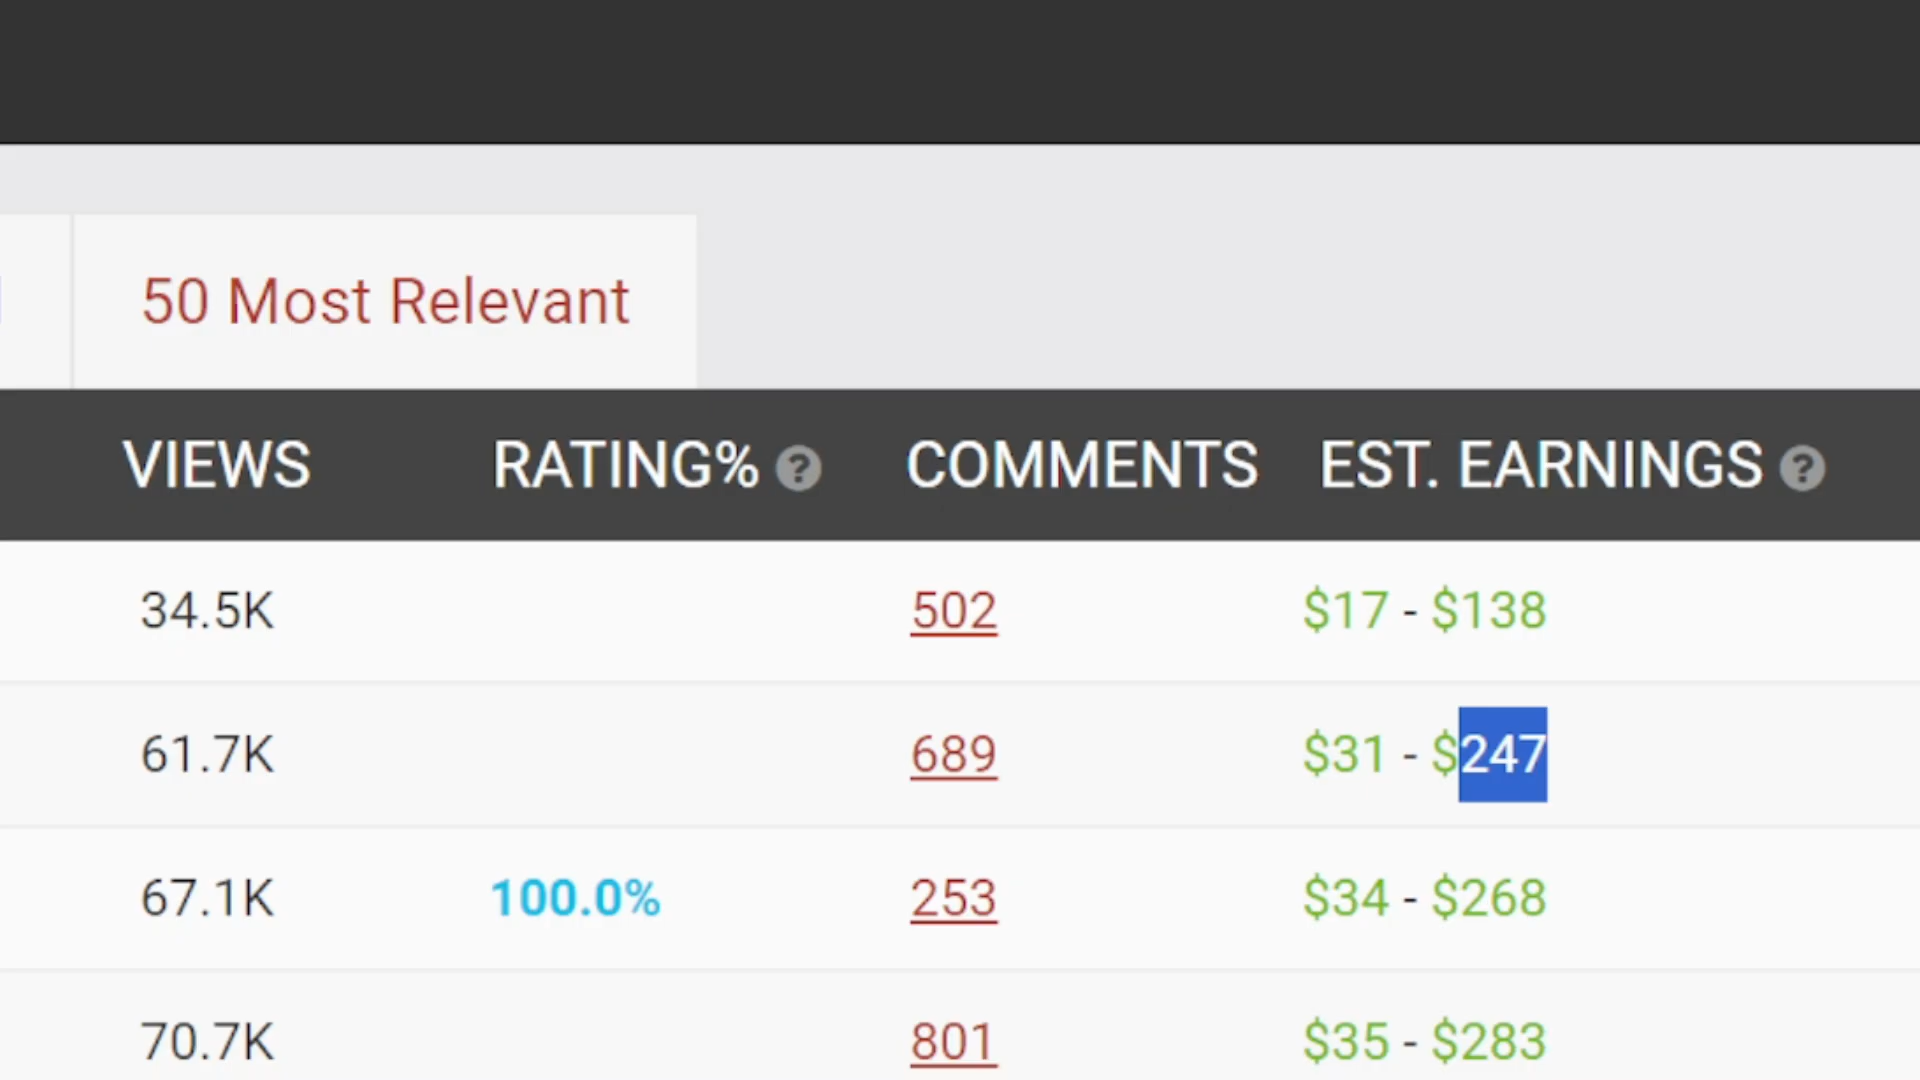 50 Most Relevant
VIEWS RATING% ? COMMENTS EST. EARNINGS ?
34.5K 502 $17 - $138
61.7K 689 $31 - $247
67.1K 100.0% 253 $34 - $268
70.7K 801 $35 - $283